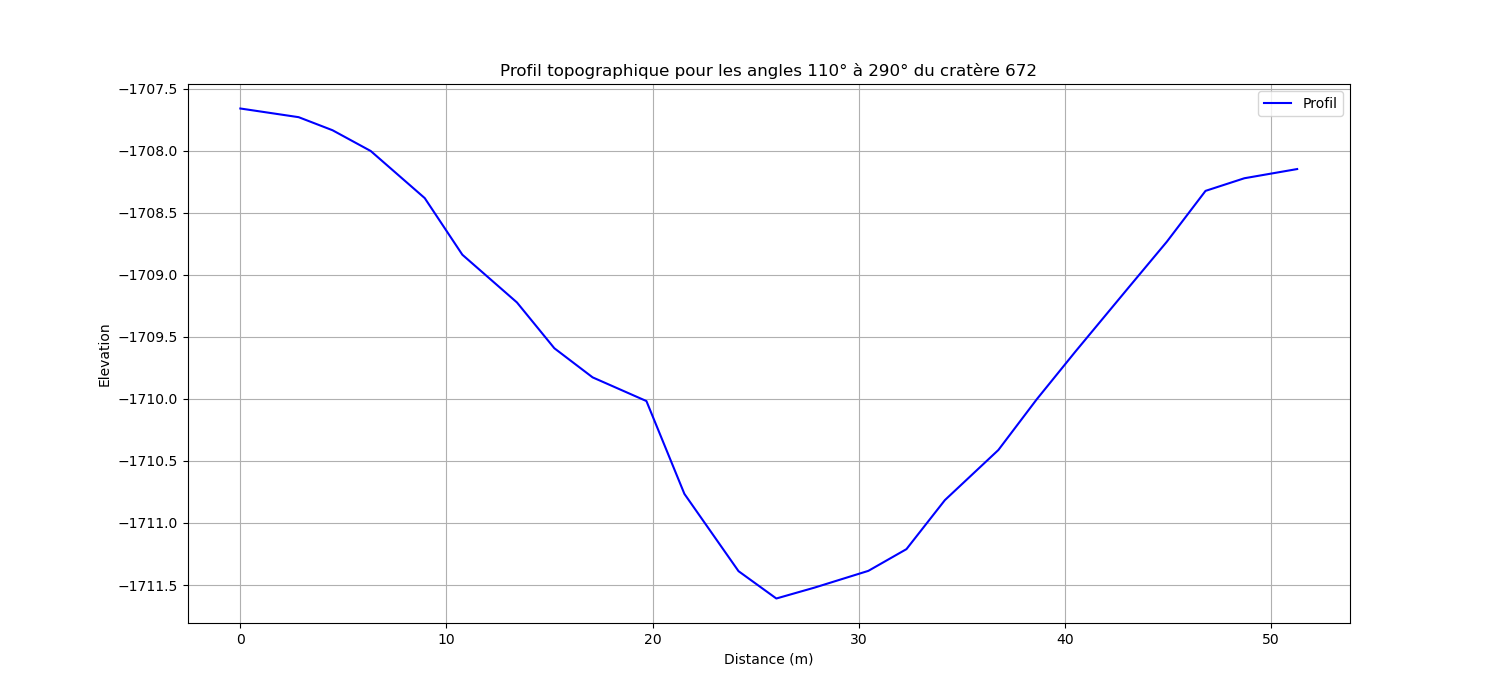 Profil topographique pour les angles 110° à 290° du cratère 672
Profil
−1707.5
−1708.0
−1708.5
−1709.0
−1709.5
−1710.0
−1710.5
−1711.0
−1711.5
Elevation
0 10 20 30 40 50
Distance (m)